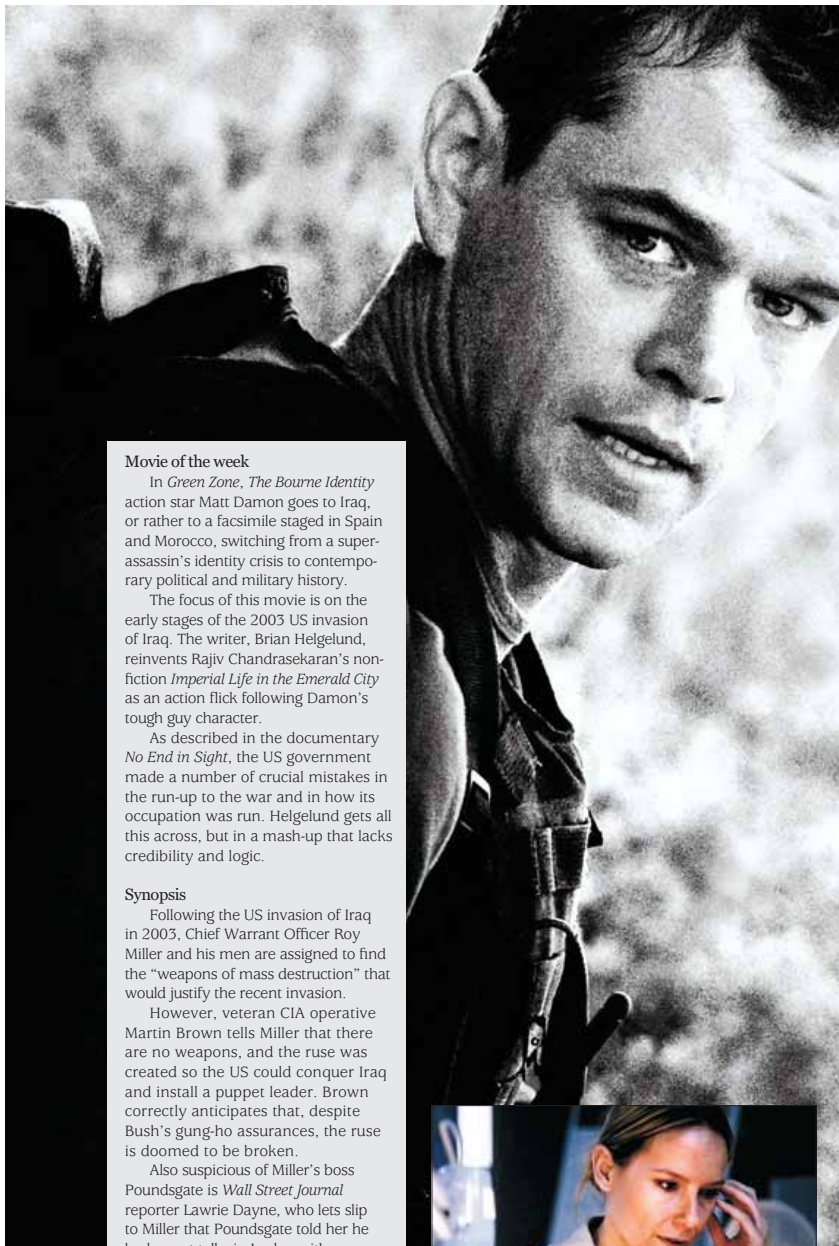 Movie of the week
In Green Zone, The Bourne Identity
action star Matt Damon goes to Iraq,
or rather to a facsimile staged in Spain
and Morocco, switching from a super-
assassin's identity crisis to contempo-
rary political and military history.
The focus of this movie is on the
early stages of the 2003 US invasion
of Iraq. The writer, Brian Helgelund,
reinvents Rajiv Chandrasekaran's non-
fiction Imperial Life in the Emerald City
as an action flick following Damon's
tough guy character.
As described in the documentary
No End in Sight, the US government
made a number of crucial mistakes in
the run-up to the war and in how its
occupation was run. Helgelund gets all
this across, but in a mash-up that lacks
credibility and logic.
Synopsis
Following the US invasion of Iraq
in 2003, Chief Warrant Officer Roy
Miller and his men are assigned to find
the “weapons of mass destruction” that
would justify the recent invasion.
However, veteran CIA operative
Martin Brown tells Miller that there
are no weapons, and the ruse was
created so the US could conquer Iraq
and install a puppet leader. Brown
correctly anticipates that, despite
Bush's gung-ho assurances, the ruse
is doomed to be broken.
Also suspicious of Miller's boss
Poundsgate is Wall Street Journal
reporter Lawrie Dayne, who lets slip
to Miller that Poundsgate told her he